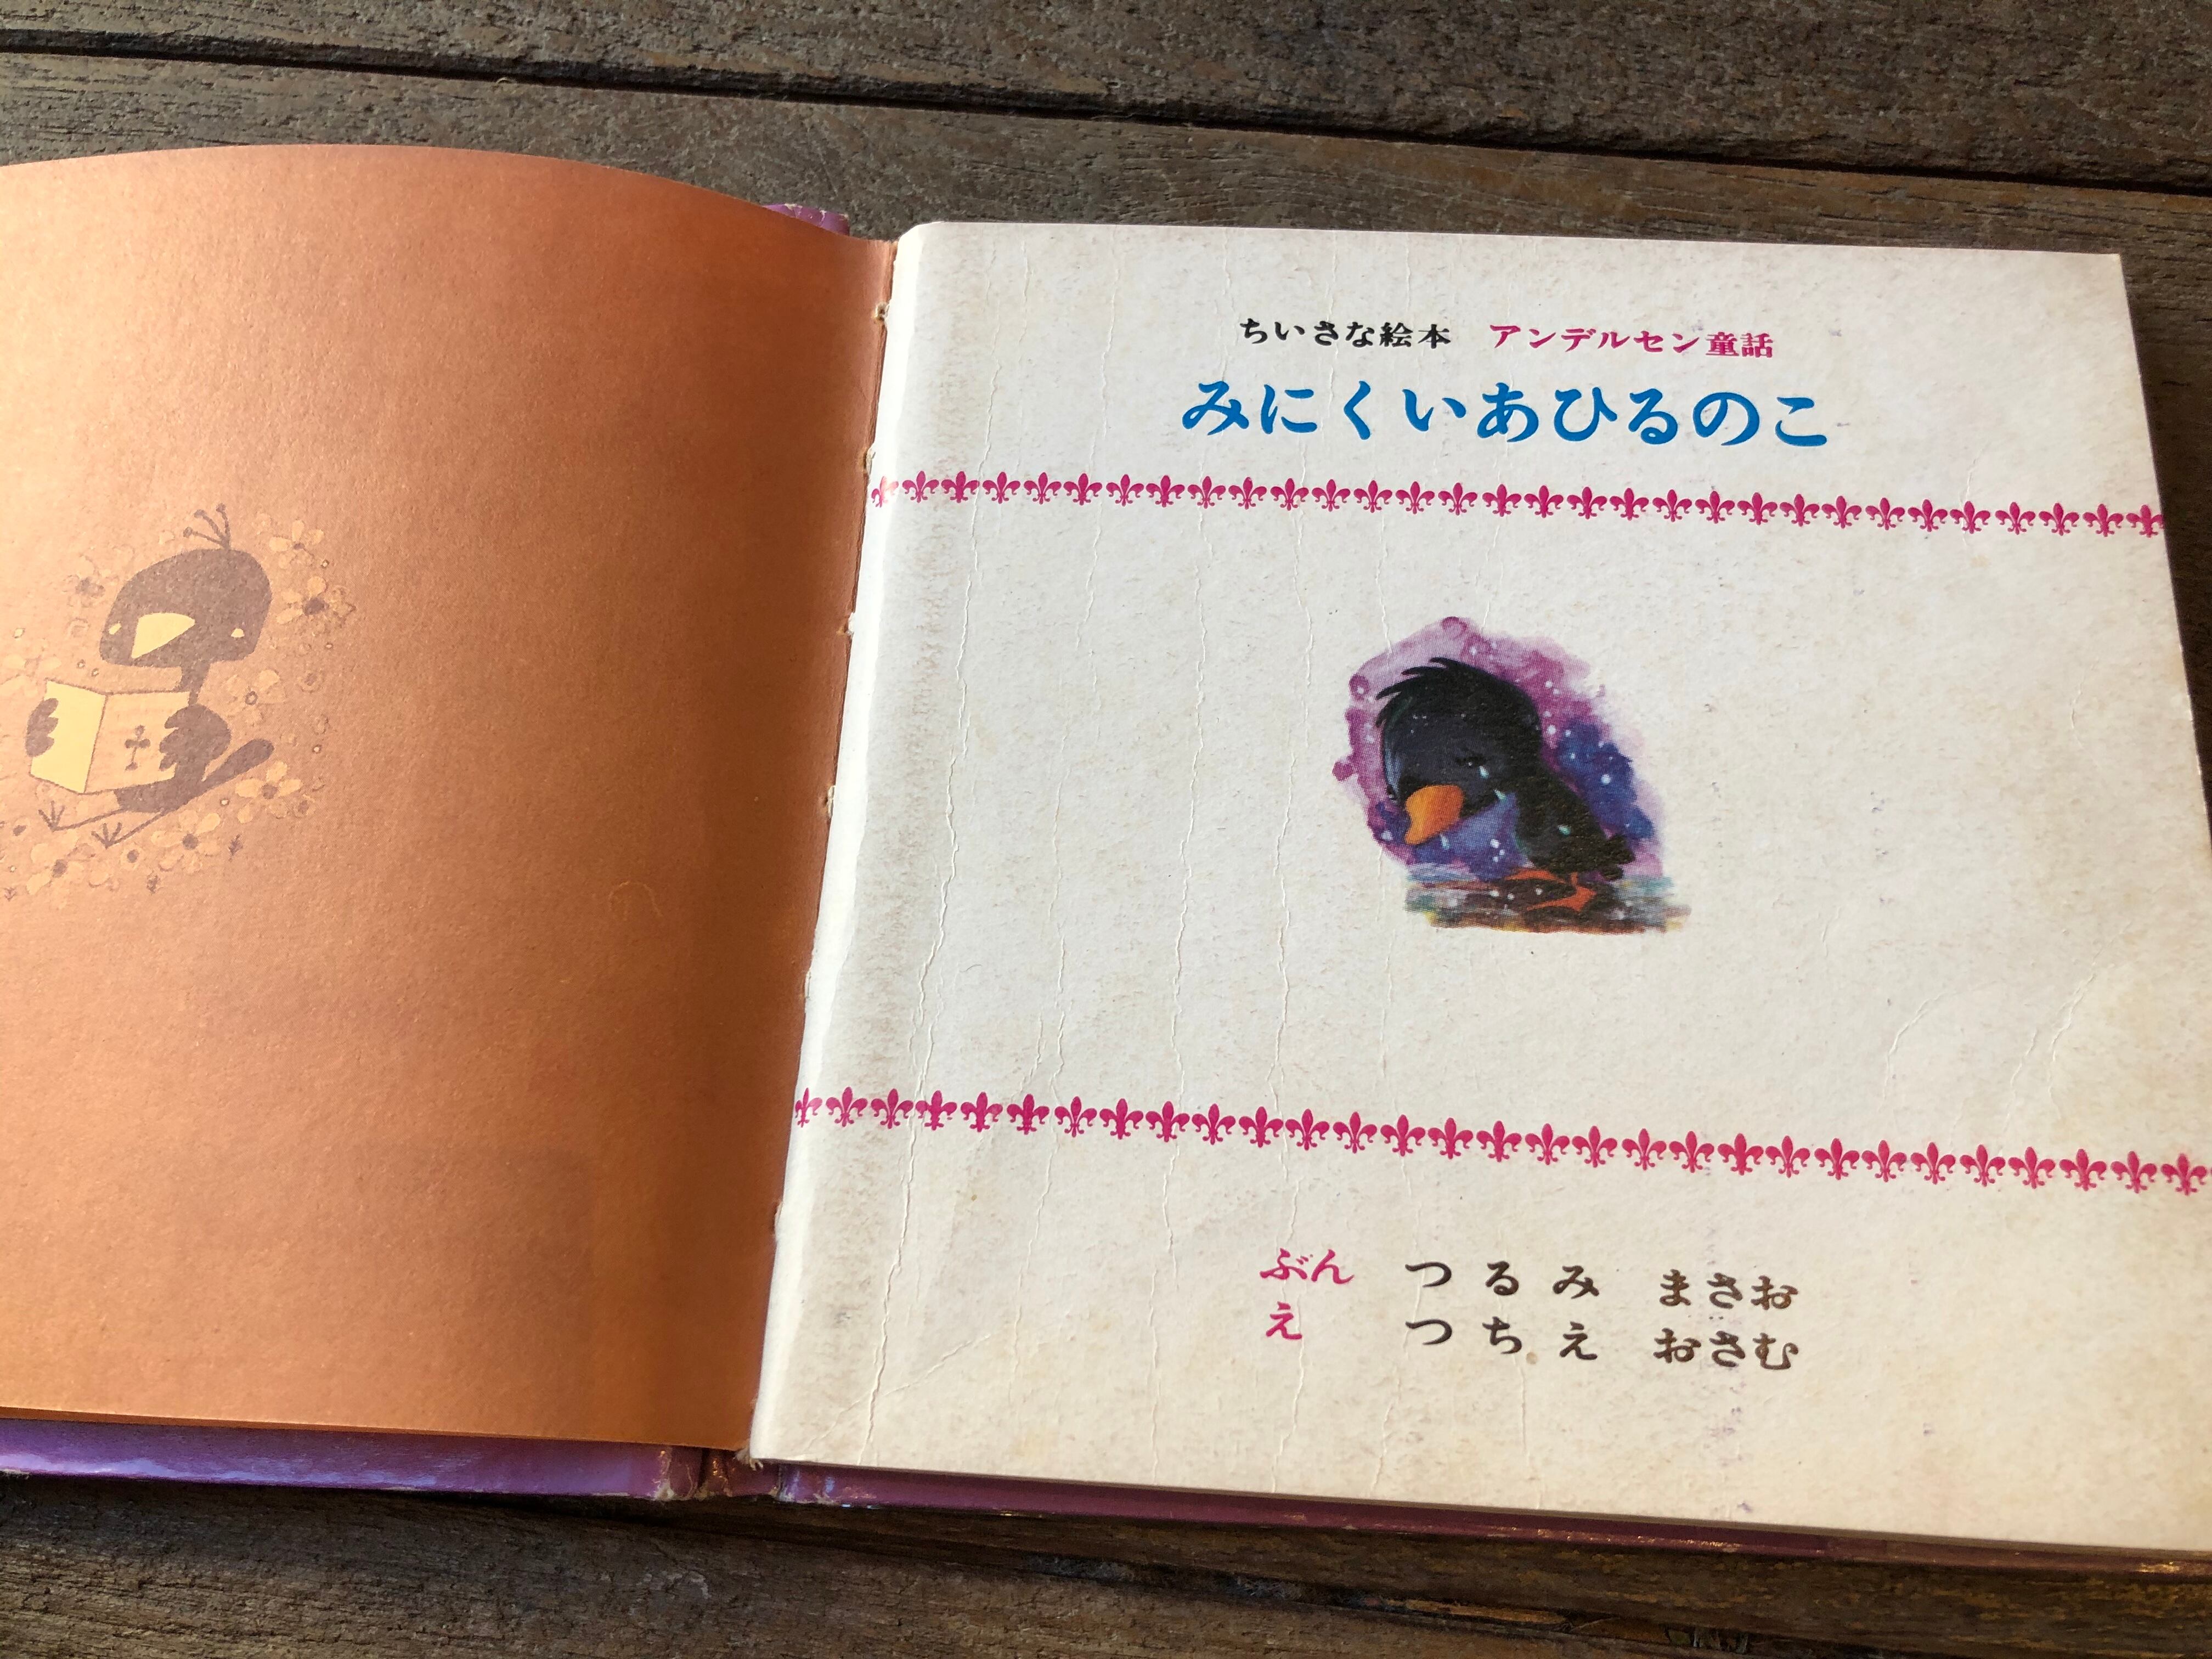 ちいさな絵本 アンデルセン童話
みにくいあひるのこ
ぶん つるみ まさお
え つちえ おさむ